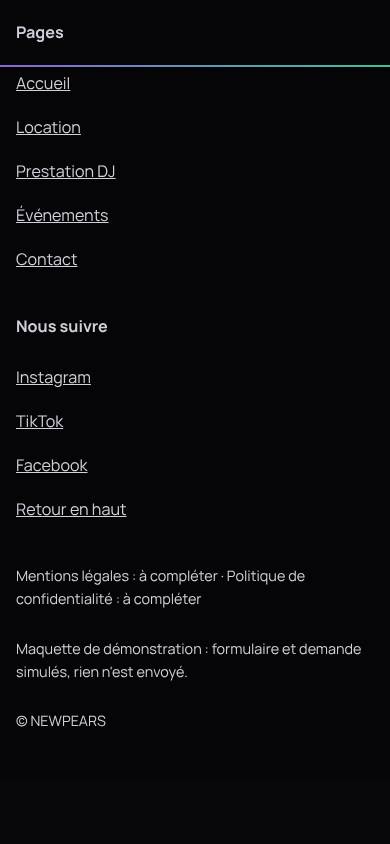 Pages
Accueil
Location
Prestation DJ
Événements
Contact
Nous suivre
Instagram
TikTok
Facebook
Retour en haut
Mentions légales : à compléter · Politique de
confidentialité : à compléter
Maquette de démonstration : formulaire et demande
simulés, rien n'est envoyé.
© NEWPEARS